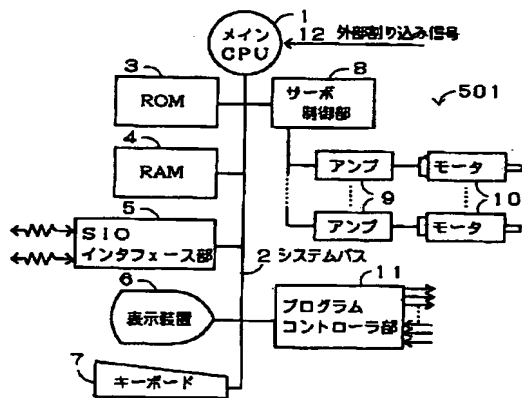 1
メイン
CPU
12 外部割り込み信号
3
ROM
8
サーボ
制御部
501
4
RAM
アンプ
モータ
9
10
アンプ
モータ
5
SIO
インタフェース部
2 システムバス
6
表示装置
11
プログラム
コントローラ部
7
キーボード